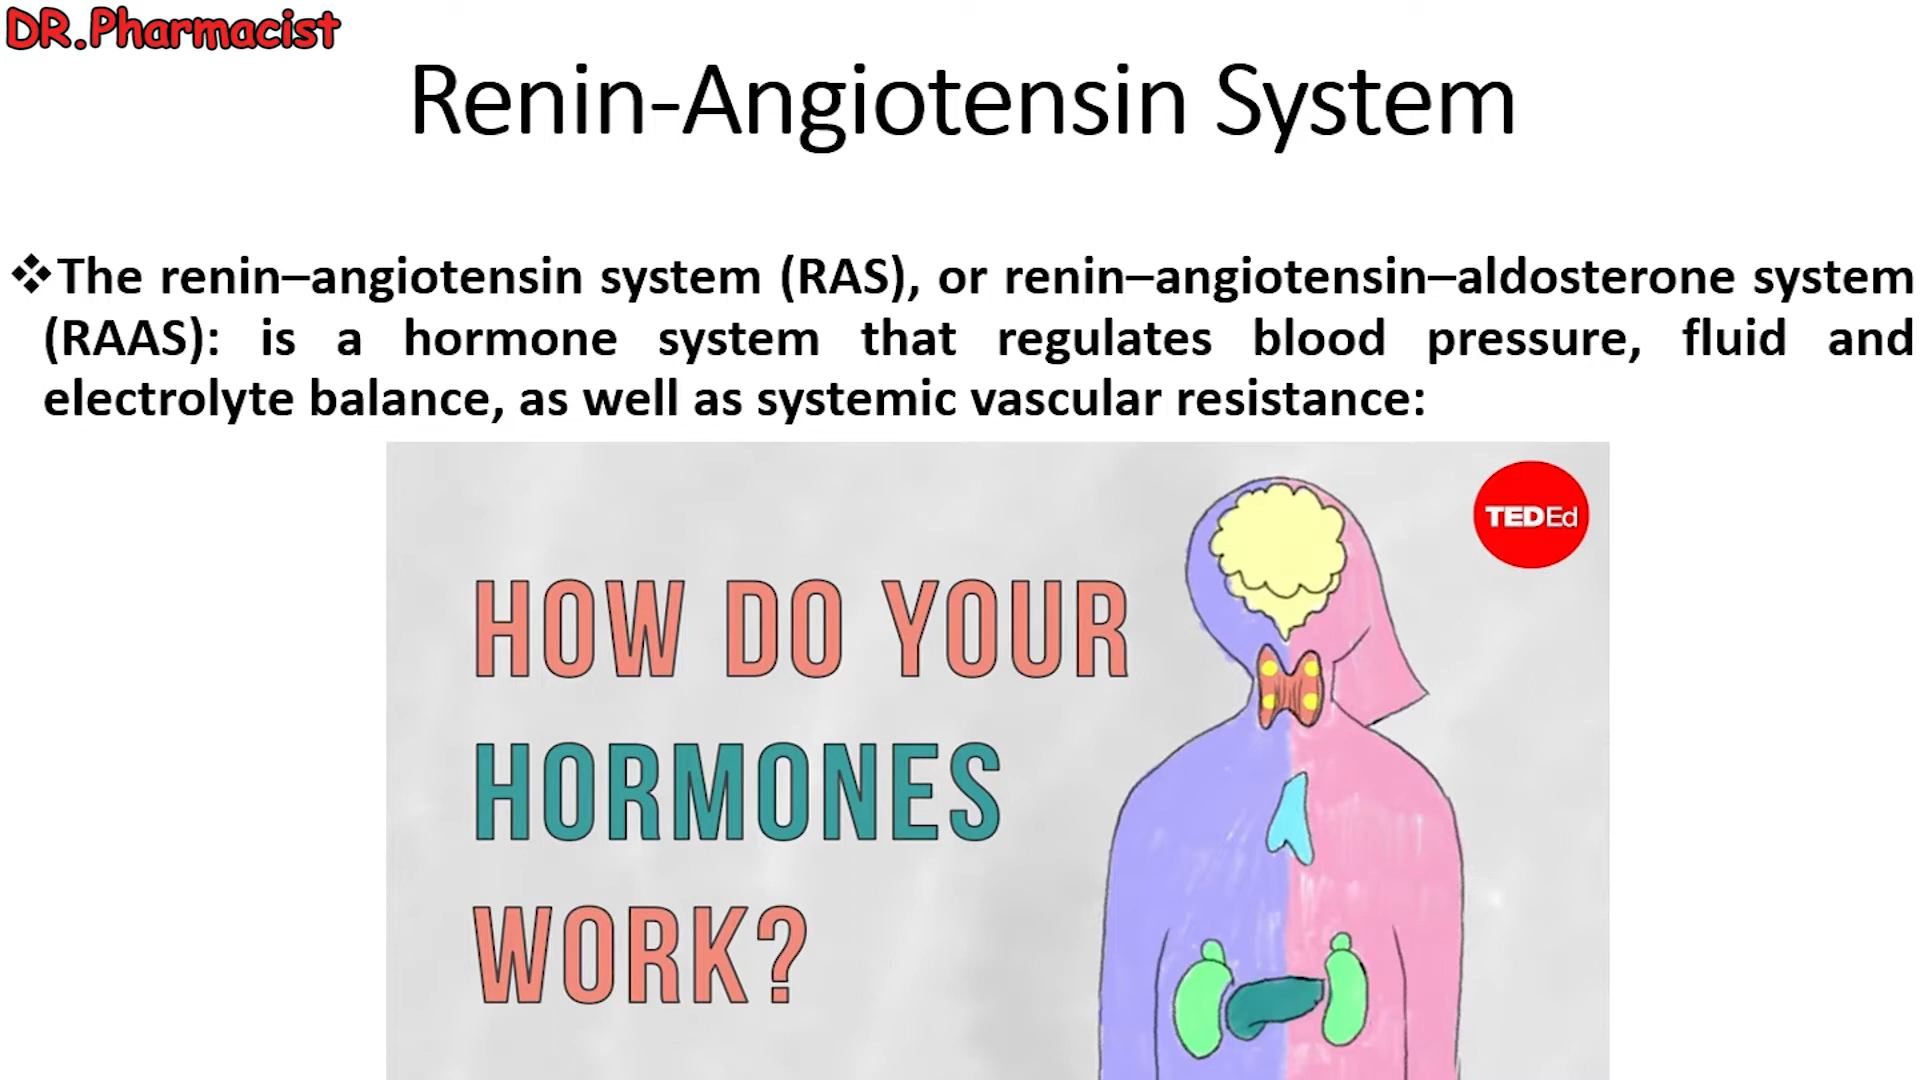 DR.Pharmacist
Renin-Angiotensin System
❖The renin–angiotensin system (RAS), or renin–angiotensin–aldosterone system
(RAAS): is a hormone system that regulates blood pressure, fluid and
electrolyte balance, as well as systemic vascular resistance:
TEDEd
HOW DO YOUR
HORMONES
WORK?